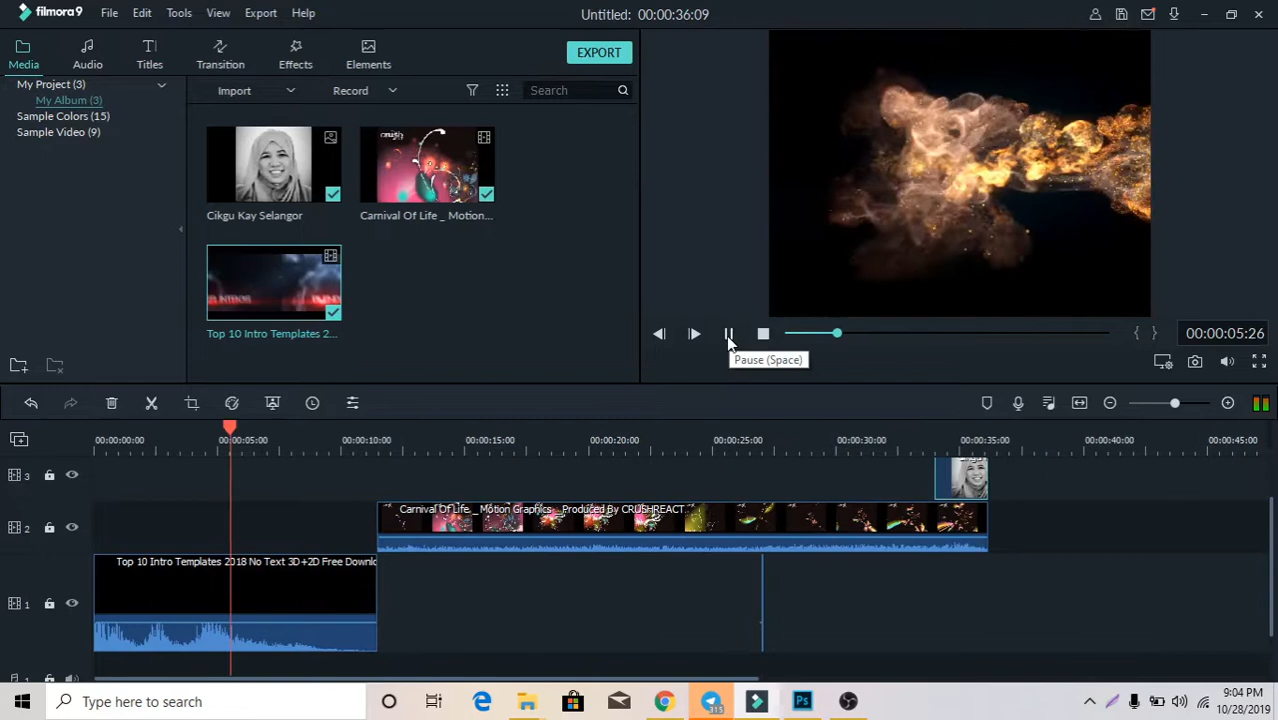 filmora9 File Edit Tools View Export Help Untitled: 00:00:36:09
Media Audio Titles Transition Effects Elements EXPORT
My Project (3)
My Album (3)
Sample Colors (15)
Sample Video (9)
Import Record Search
Cikgu Kay Selangor Carnival Of Life _ Motion...
Top 10 Intro Templates 2...
00:00:05:26
Pause (Space)
00:00:00:00 00:00:05:00 00:00:10:00 00:00:15:00 00:00:20:00 00:00:25:00 00:00:30:00 00:00:35:00 00:00:40:00 00:00:45:00
3
2 Carnival Of Life _ Motion Graphics _ Produced By CRUSHREACT
Top 10 Intro Templates 2018 No Text 3D+2D Free Downlo
1
1
Type here to search
315
9:04 PM
10/28/2019